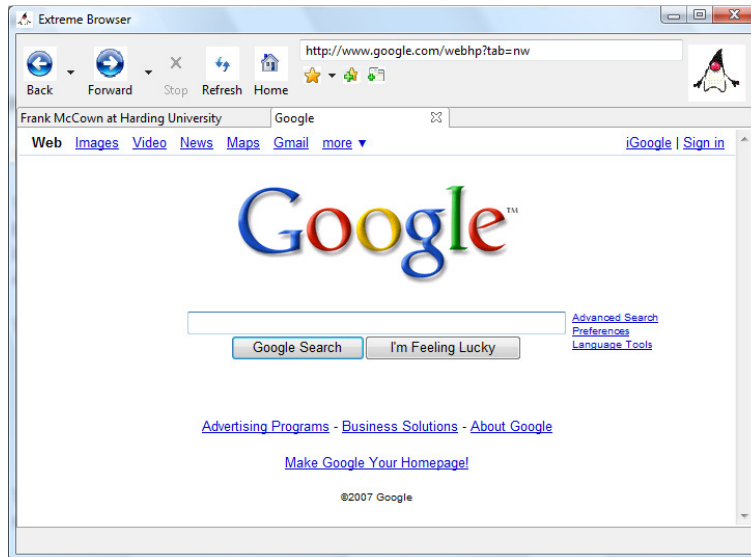 Extreme Browser
http://www.google.com/webhp?tab=nw
Back Forward Stop Refresh Home
Frank McCown at Harding University Google
Web Images Video News Maps Gmail more ▼ iGoogle | Sign in
Google™
Advanced Search
Preferences
Language Tools
Google Search I'm Feeling Lucky
Advertising Programs - Business Solutions - About Google
Make Google Your Homepage!
©2007 Google